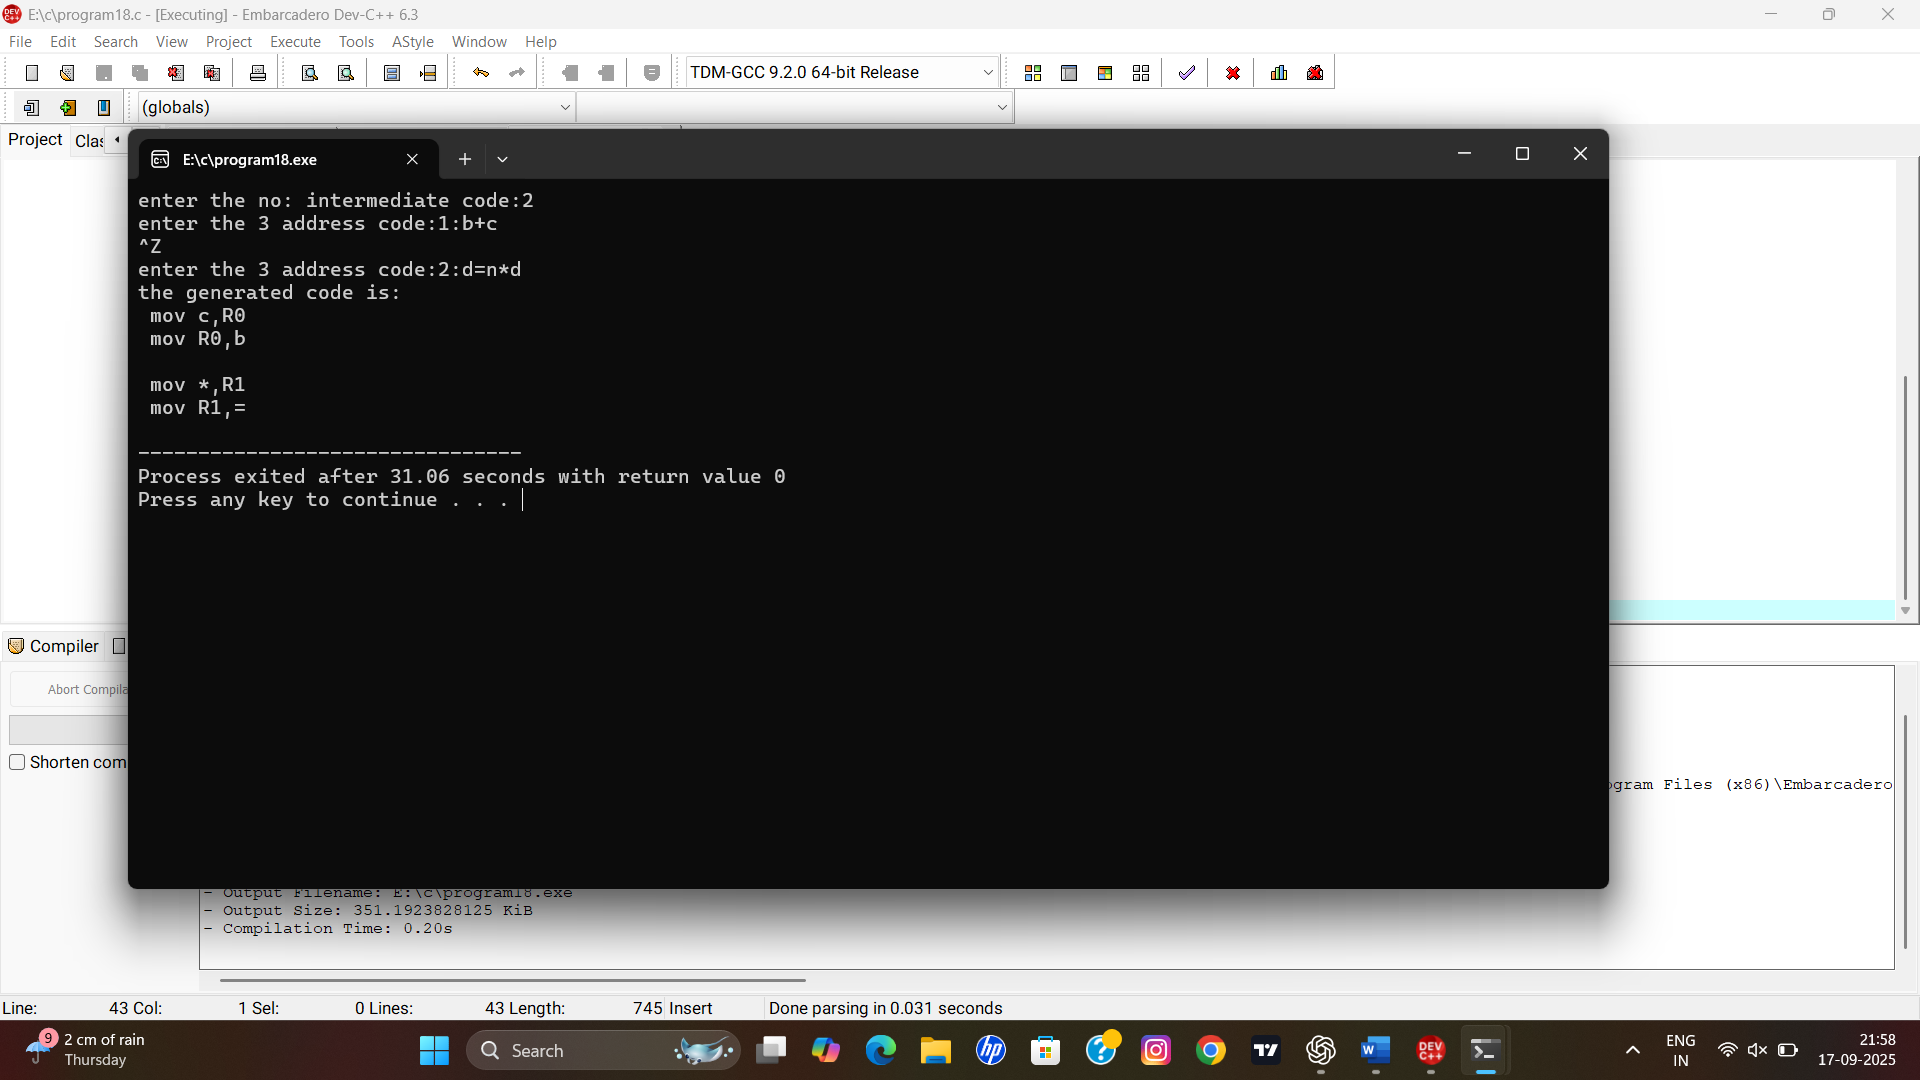 E:\c\program18.c - [Executing] - Embarcadero Dev-C++ 6.3
File Edit Search View Project Execute Tools AStyle Window Help
TDM-GCC 9.2.0 64-bit Release
(globals)
Project Clas
E:\c\program18.exe
enter the no: intermediate code:2
enter the 3 address code:1:b+c
^Z
enter the 3 address code:2:d=n*d
the generated code is:
mov c,R0
mov R0,b
mov *,R1
mov R1,=
--------------------------------
Process exited after 31.06 seconds with return value 0
Press any key to continue . . .
Compiler
Abort Compila
Shorten com
ogram Files (x86)\Embarcadero
- Output Filename: E:\c\program18.exe
- Output Size: 351.1923828125 KiB
- Compilation Time: 0.20s
Line: 43 Col: 1 Sel: 0 Lines: 43 Length: 745 Insert Done parsing in 0.031 seconds
9
2 cm of rain
Thursday
Search
hp
DEV C++
ENG
IN
21:58
17-09-2025